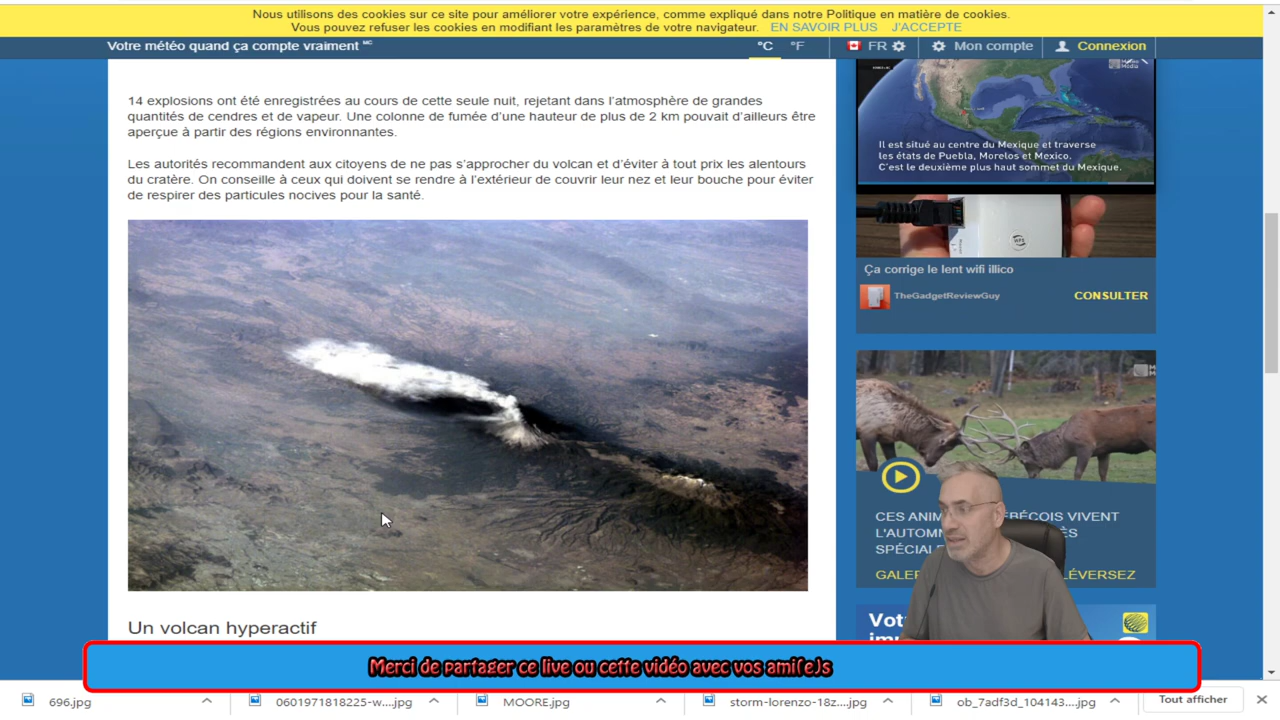 Nous utilisons des cookies sur ce site pour améliorer votre expérience, comme expliqué dans notre Politique en matière de cookies.
Vous pouvez refuser les cookies en modifiant les paramètres de votre navigateur. EN SAVOIR PLUS J'ACCEPTE
Votre météo quand ça compte vraiment MC
°C °F FR Mon compte Connexion
14 explosions ont été enregistrées au cours de cette seule nuit, rejetant dans l'atmosphère de grandes
quantités de cendres et de vapeur. Une colonne de fumée d'une hauteur de plus de 2 km pouvait d'ailleurs être
aperçue à partir des régions environnantes.
Les autorités recommandent aux citoyens de ne pas s'approcher du volcan et d'éviter à tout prix les alentours
du cratère. On conseille à ceux qui doivent se rendre à l'extérieur de couvrir leur nez et leur bouche pour éviter
de respirer des particules nocives pour la santé.
Un volcan hyperactif
Il est situé au centre du Mexique et traverse
les états de Puebla, Morelos et Mexico.
C'est le deuxième plus haut sommet du Mexique.
Ça corrige le lent wifi illico
TheGadgetReviewGuy CONSULTER
CES ANIM BÉCOIS VIVENT
L'AUTOMN ÈS
SPÉCIAL
GALER LÉVERSEZ
Vot
Merci de partager ce live ou cette vidéo avec vos ami(e)s
696.jpg 0601971818225-w....jpg MOORE.jpg storm-lorenzo-18z....jpg ob_7adf3d_104143....jpg Tout afficher